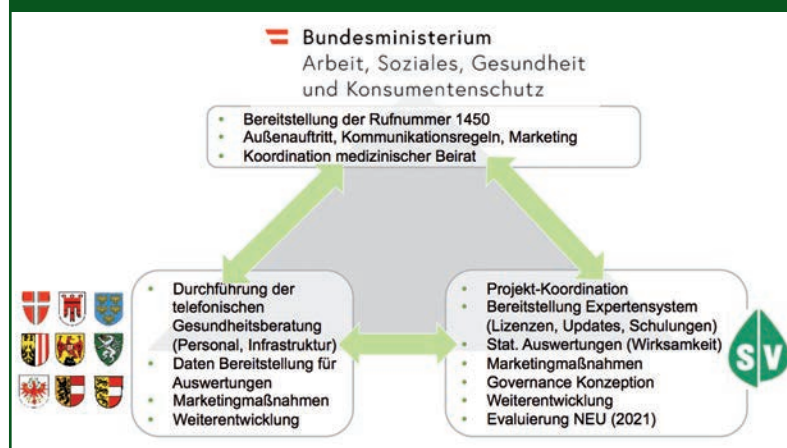 Bundesministerium
Arbeit, Soziales, Gesundheit
und Konsumentenschutz
• Bereitstellung der Rufnummer 1450
• Außenauftritt, Kommunikationsregeln, Marketing
• Koordination medizinischer Beirat
• Durchführung der
telefonischen
Gesundheitsberatung
(Personal, Infrastruktur)
• Daten Bereitstellung für
Auswertungen
• Marketingmaßnahmen
• Weiterentwicklung
• Projekt-Koordination
• Bereitstellung Expertensystem
(Lizenzen, Updates, Schulungen)
• Stat. Auswertungen (Wirksamkeit)
• Marketingmaßnahmen
• Governance Konzeption
• Weiterentwicklung
• Evaluierung NEU (2021)
SV